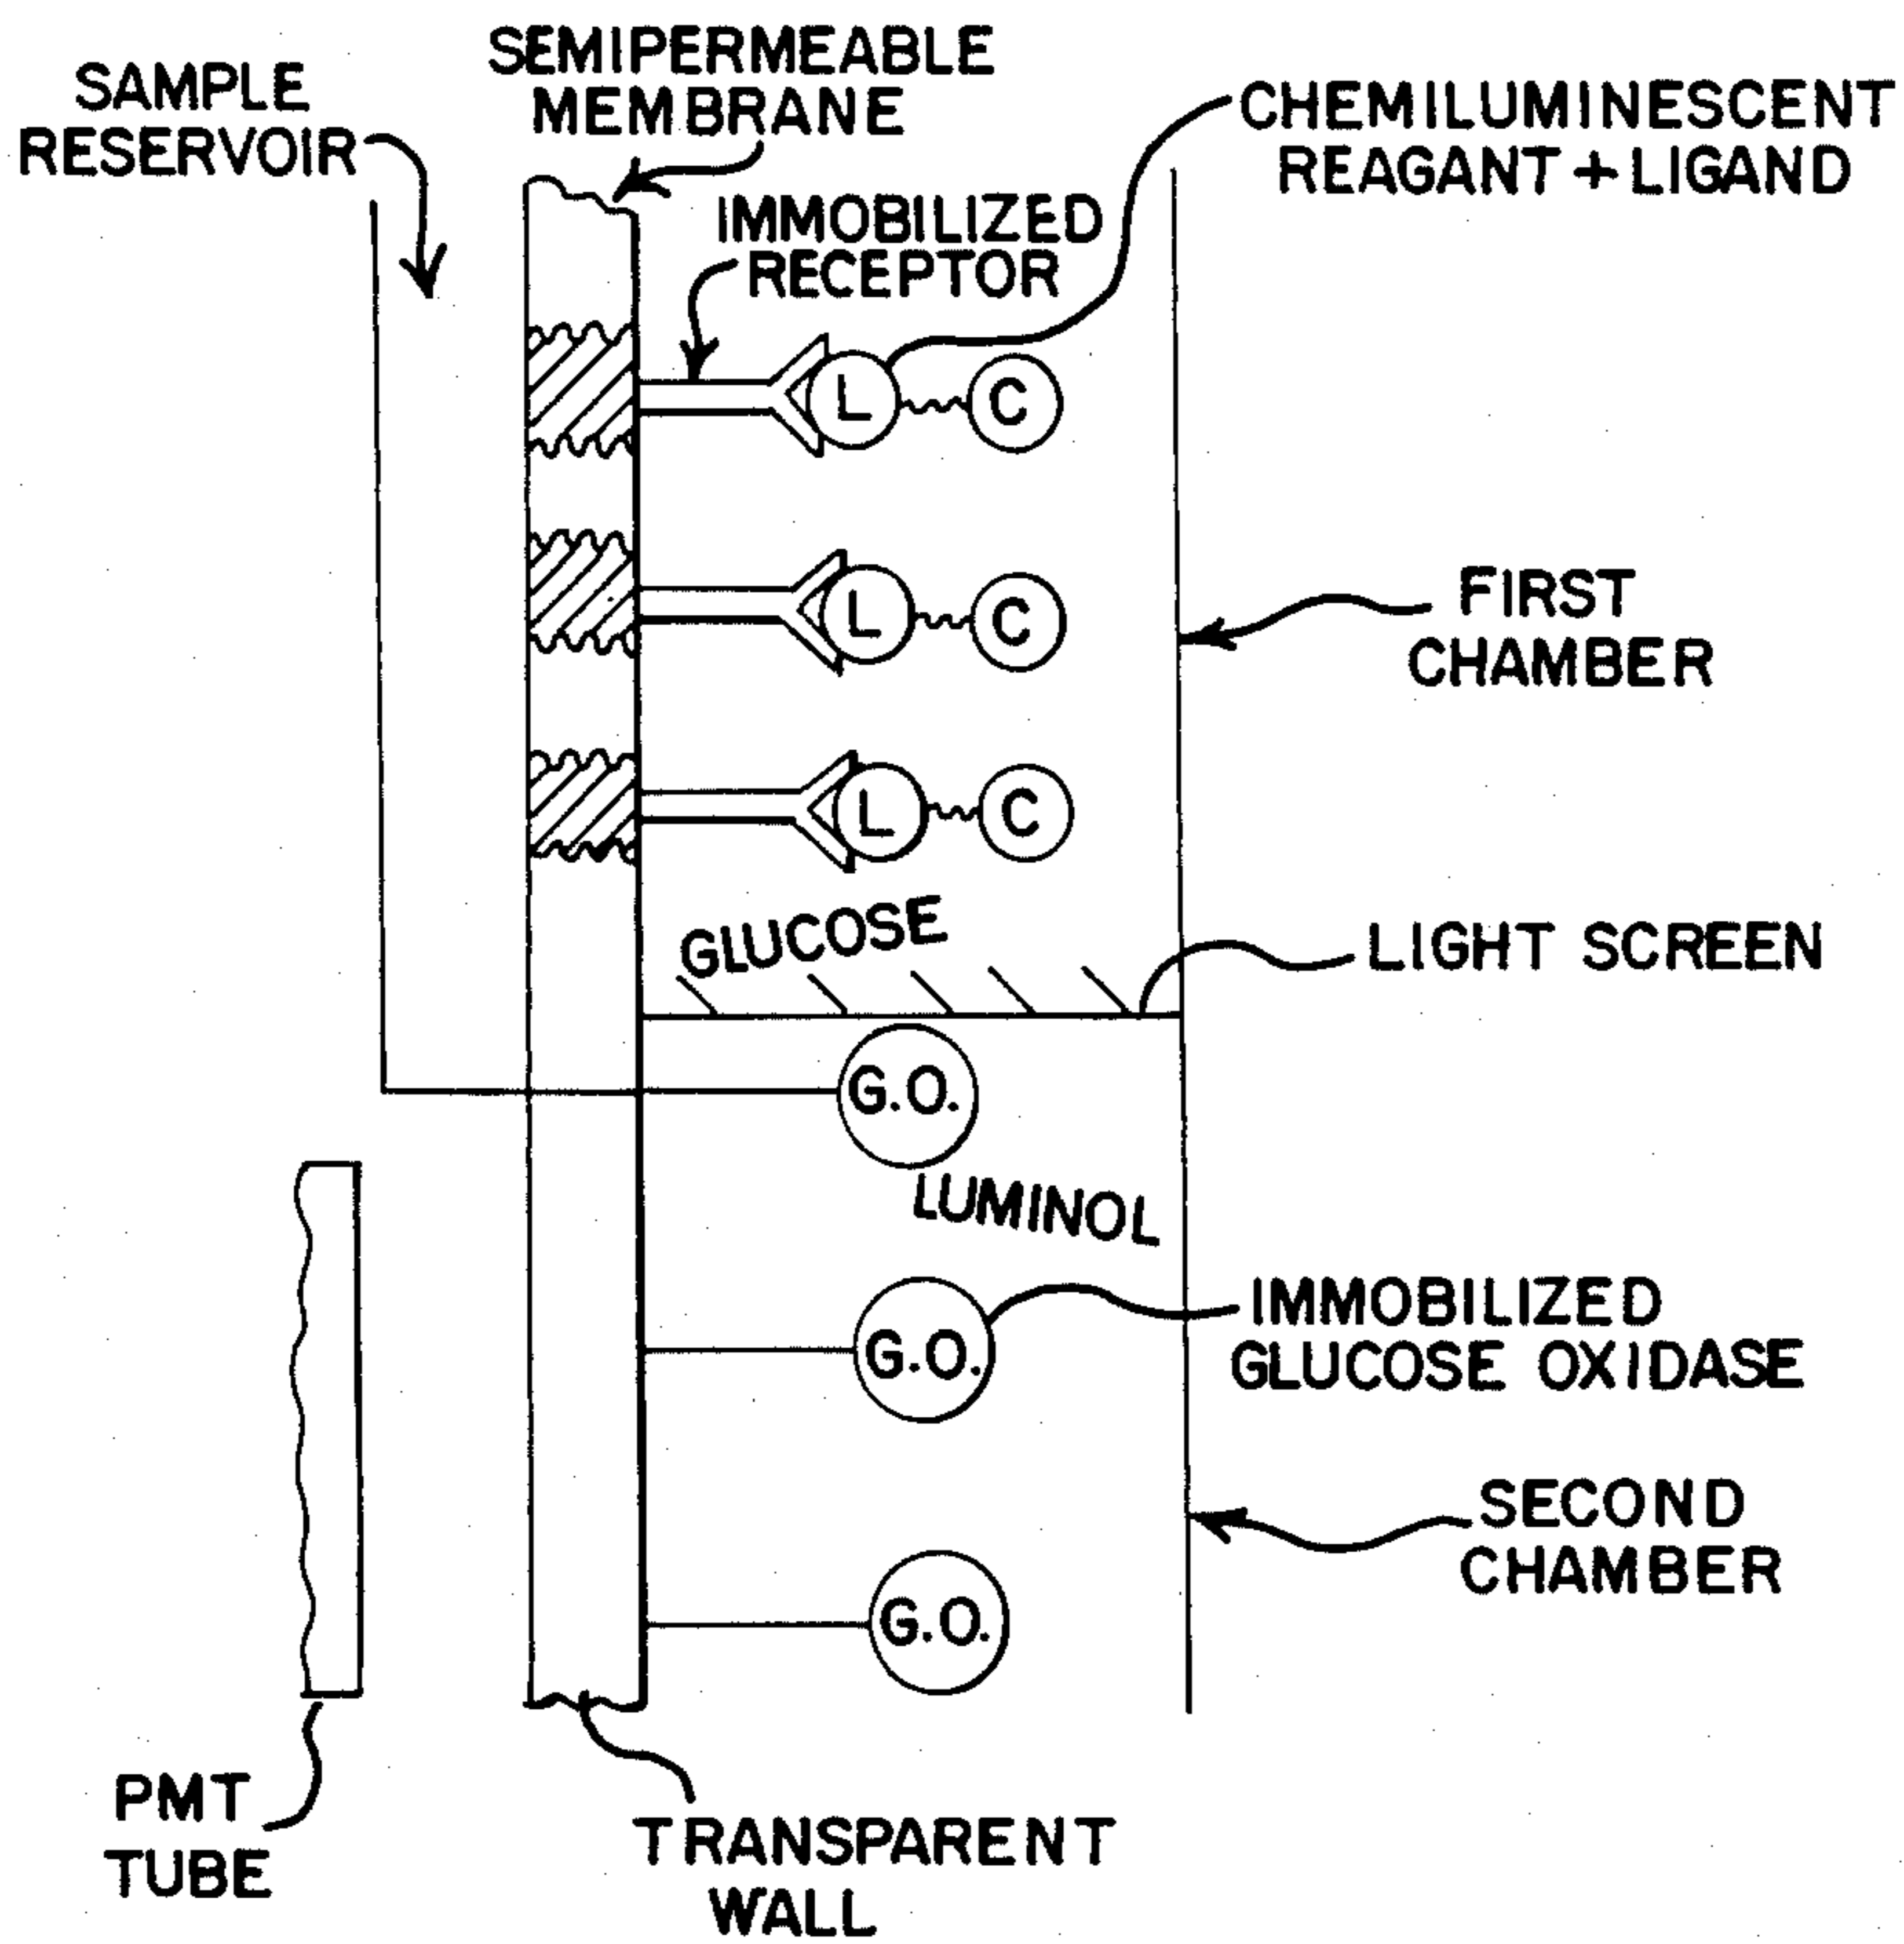 SAMPLE
RESERVOIR
SEMIPERMEABLE
MEMBRANE
CHEMILUMINESCENT
REAGANT + LIGAND
IMMOBILIZED
RECEPTOR
L C
L C
FIRST
CHAMBER
L C
GLUCOSE
LIGHT SCREEN
G.O.
LUMINOL
IMMOBILIZED
GLUCOSE OXIDASE
G.O.
SECOND
CHAMBER
G.O.
PMT
TUBE
TRANSPARENT
WALL